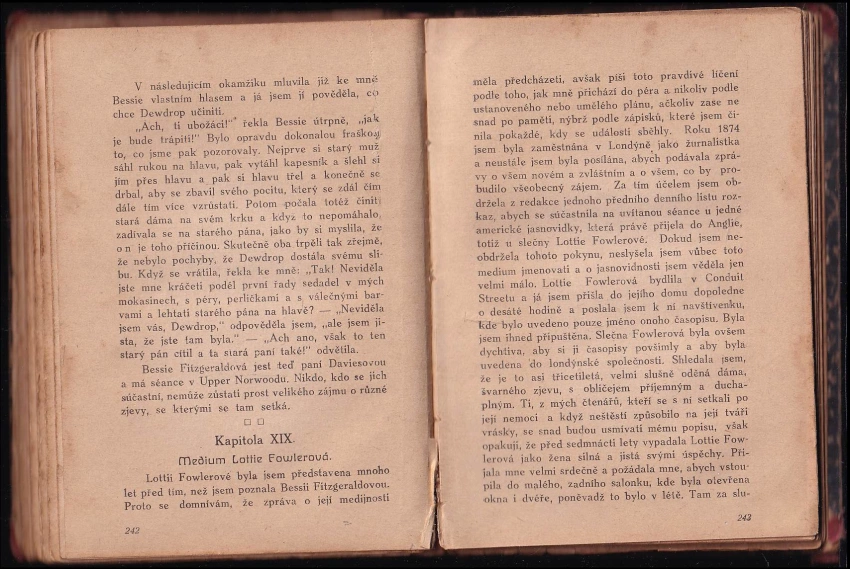 V následujícím okamžiku mluvila již ke mně
Bessie vlastním hlasem a já jsem jí pověděla, co
chce Dewdrop učiniti.
„Ach, ti ubožáci!“ řekla Bessie útrpně, „jak
je bude trápiti!“ Bylo opravdu dokonalou fraškou
to, co jsme pak pozorovaly. Nejprve si starý muž
sáhl rukou na hlavu, pak vytáhl kapesník a šlehl si
jím přes hlavu a pak si hlavu třel a konečně se
drbal, aby se zbavil svého pocitu, který se zdál čím
dále tím více vzrůstati. Potom počala totéž činiti
stará dáma na svém krku a když to nepomáhalo,
zadívala se na starého pána, jako by si myslila, že
on je toho příčinou. Skutečně oba trpěli tak zřejmě,
že nebylo pochyby, že Dewdrop dostála svému sli-
bu. Když se vrátila, řekla ke mně: „Tak! Neviděla
jste mne kráčeti podél první řady sedadel v mých
mokasinech, s péry, perličkami a s válečnými bar-
vami a lehtati starého pána na hlavě? — „Neviděla
jsem vás, Dewdrop,“ odpověděla jsem, „ale jsem ji-
sta, že jste tam byla.“ — „Ach ano, však to ten
starý pán cítil a ta stará paní také!“ odvětila.
Bessie Fitzgeraldová jest teď paní Daviesovou
a má séance v Upper Norwoodu. Nikdo, kdo se jich
súčastní, nemůže zůstati prost velikého zájmu o různé
zjevy, se kterými se tam setká.
□ □
Kapitola XIX.
Medium Lottie Fowlerová.
Lottii Fowlerové byla jsem představena mnoho
let před tím, než jsem poznala Bessii Fitzgeraldovou.
Proto se domnívám, že zpráva o její medijnosti
242
měla předcházeti, avšak píši toto pravdivé líčení
podle toho, jak mně přichází do péra a nikoliv podle
ustanoveného nebo umělého plánu, ačkoliv zase ne
snad po paměti, nýbrž podle zápisků, které jsem či-
nila pokaždé, kdy se události sběhly. Roku 1874
jsem byla zaměstnána v Londýně jako žurnalistka
a neustále jsem byla posílána, abych podávala zprá-
vy o všem novém a zvláštním a o všem, co by pro-
budilo všeobecný zájem. Za tím účelem jsem ob-
držela z redakce jednoho předního denního listu roz-
kaz, abych se súčastnila na uvítanou séance u jedné
americké jasnovidky, která právě přijela do Anglie,
totiž u slečny Lottie Fowlerové. Dokud jsem ne-
obdržela tohoto pokynu, neslyšela jsem vůbec toto
medium jmenovati a o jasnovidnosti jsem věděla jen
velmi málo. Lottie Fowlerová bydlila v Conduit
Streetu a já jsem přišla do jejího domu dopoledne
o desáté hodině a poslala jsem k ní navštívenku,
kde bylo uvedeno pouze jméno onoho časopisu. Byla
jsem ihned připuštěna. Slečna Fowlerová byla ovšem
dychtiva, aby si jí časopisy povšimly a aby byla
uvedena do londýnské společnosti. Shledala jsem,
že je to asi třicetiletá, velmi slušně oděná dáma,
švarného zjevu, s obličejem příjemným a ducha-
plným. Ti, z mých čtenářů, kteří se s ní setkali po
její nemoci a když neštěstí způsobilo na její tváři
vrásky, se snad budou usmívati mému popisu, však
opakuji, že před sedmnácti lety vypadala Lottie Fow-
lerová jako žena silná a jistá svými úspěchy. Při-
jala mne velmi srdečně a požádala mne, abych vstou-
pila do malého, zadního salonku, kde byla otevřena
okna i dvéře, poněvadž to bylo v létě. Tam za slu-
243